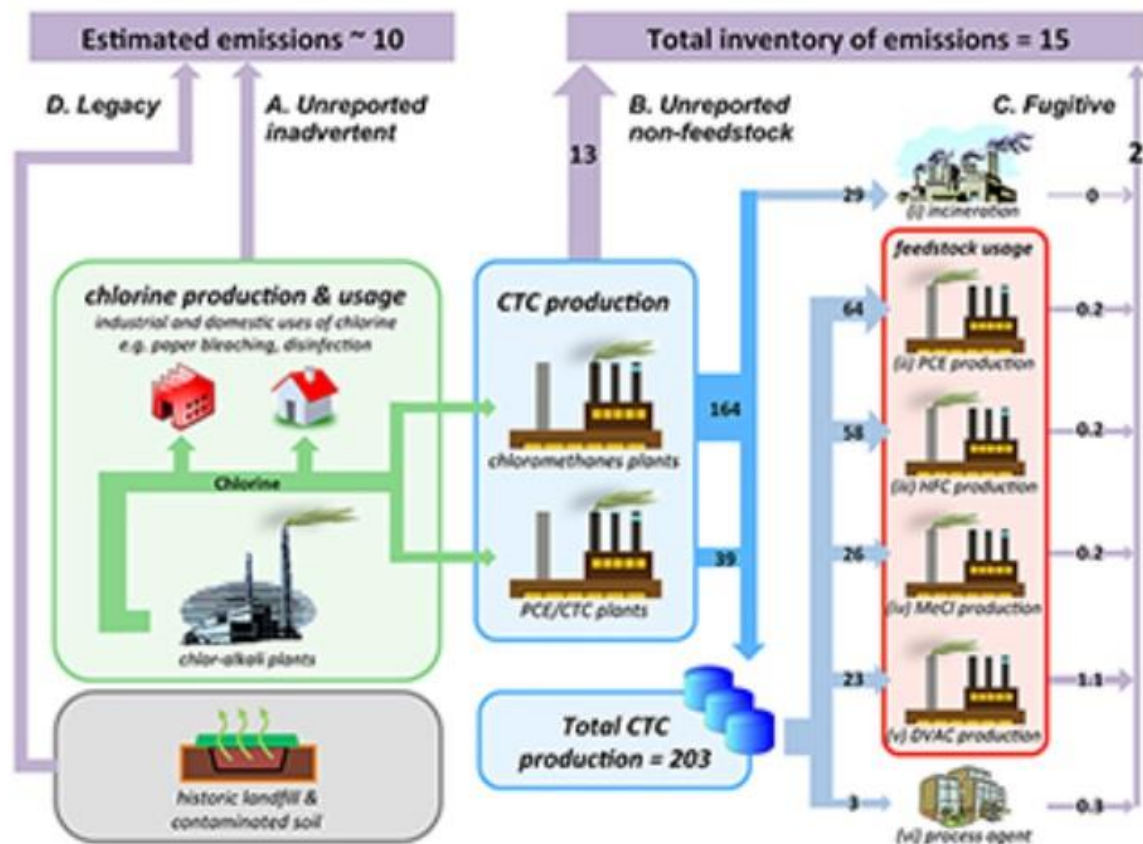 Estimated emissions ~ 10
Total inventory of emissions = 15
D. Legacy
A. Unreported
inadvertent
B. Unreported
non-feedstock
C. Fugitive
13
2
29
(i) incineration
0
chlorine production & usage
industrial and domestic uses of chlorine
e.g. paper bleaching, disinfection
Chlorine
chlor-alkali plants
CTC production
chloromethanes plants
PCE/CTC plants
164
39
feedstock usage
64
(ii) PCE production
0.2
58
(iii) HFC production
0.2
26
(iv) MeCl production
0.2
23
(v) DVAC production
1.1
3
(vi) process agent
0.3
historic landfill &
contaminated soil
Total CTC
production = 203